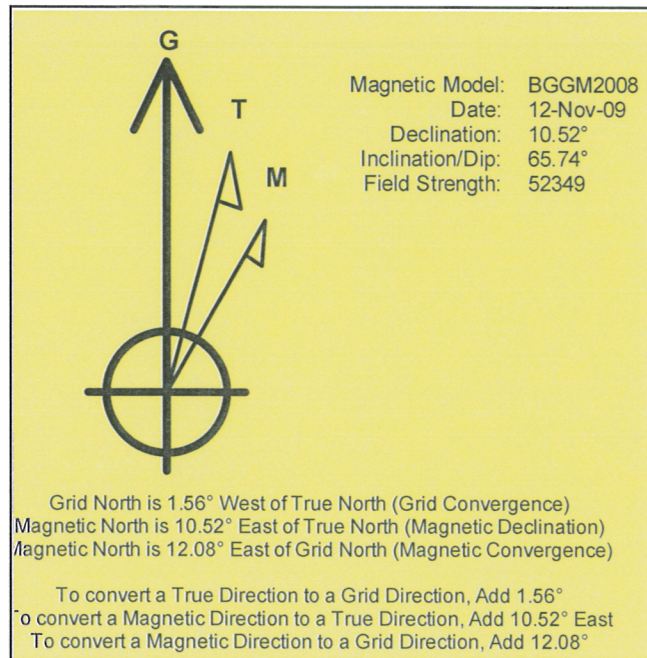 G
T
M
Magnetic Model: BGGM2008
Date: 12-Nov-09
Declination: 10.52°
Inclination/Dip: 65.74°
Field Strength: 52349
Grid North is 1.56° West of True North (Grid Convergence)
Magnetic North is 10.52° East of True North (Magnetic Declination)
Magnetic North is 12.08° East of Grid North (Magnetic Convergence)
To convert a True Direction to a Grid Direction, Add 1.56°
To convert a Magnetic Direction to a True Direction, Add 10.52° East
To convert a Magnetic Direction to a Grid Direction, Add 12.08°